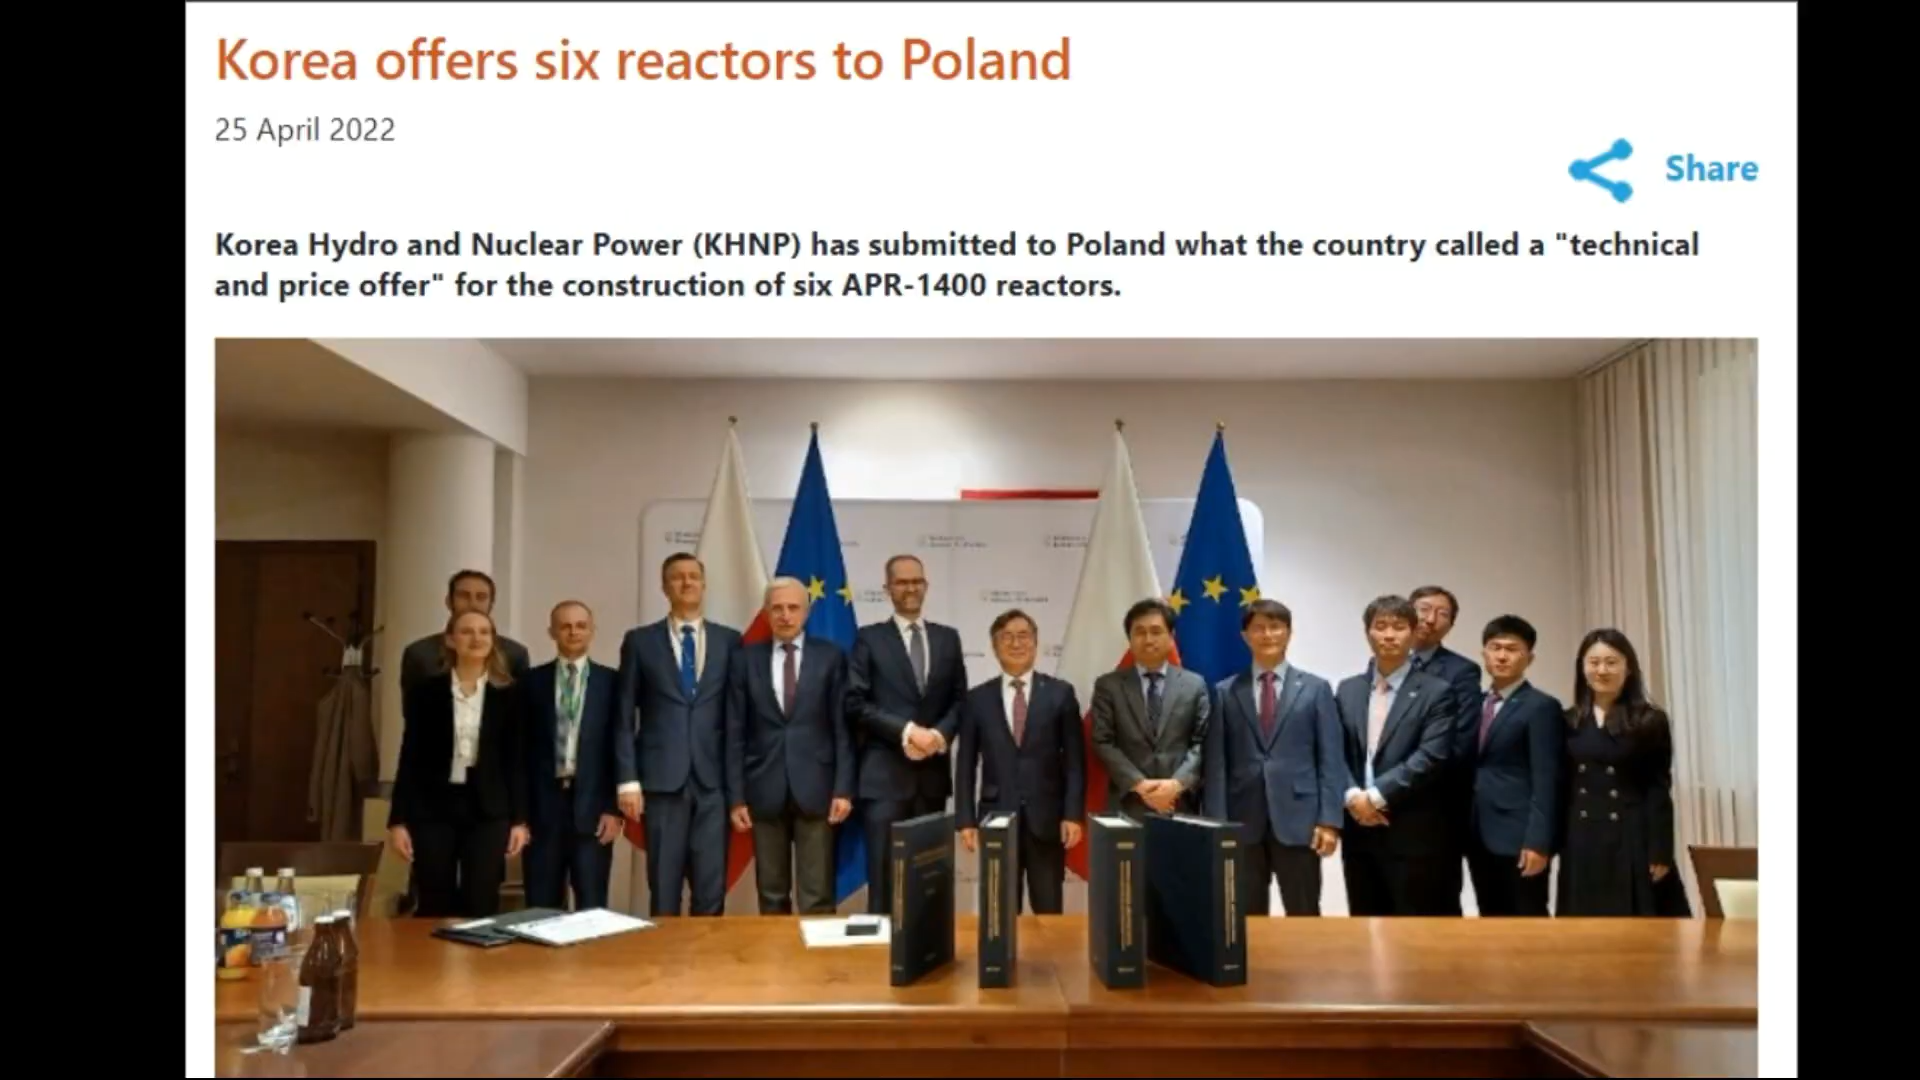 Korea offers six reactors to Poland
25 April 2022
Share
Korea Hydro and Nuclear Power (KHNP) has submitted to Poland what the country called a "technical
and price offer" for the construction of six APR-1400 reactors.